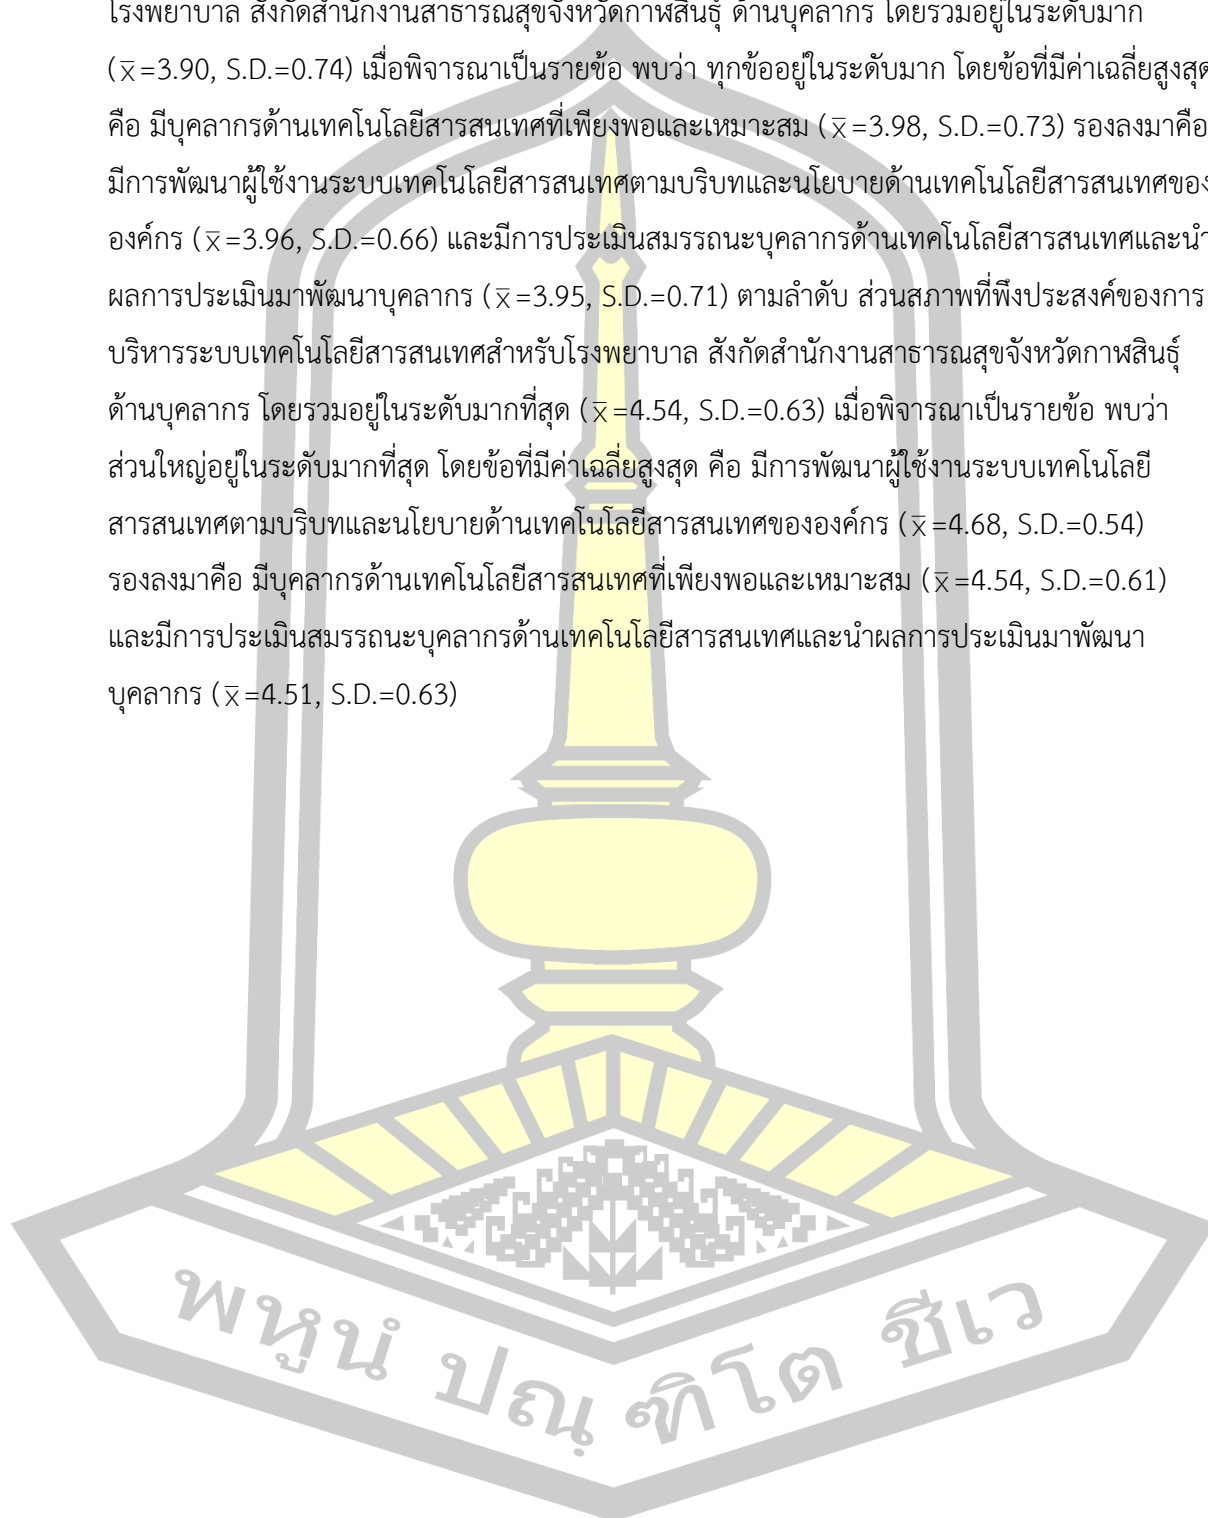 โรงพยาบาล สังกัดสำนักงานสาธารณสุขจังหวัดกาฬสินธุ์ ด้านบุคลากร โดยรวมอยู่ในระดับมาก
(x̅=3.90, S.D.=0.74) เมื่อพิจารณาเป็นรายข้อ พบว่า ทุกข้ออยู่ในระดับมาก โดยข้อที่มีค่าเฉลี่ยสูงสุด
คือ มีบุคลากรด้านเทคโนโลยีสารสนเทศที่เพียงพอและเหมาะสม (x̅=3.98, S.D.=0.73) รองลงมาคือ
มีการพัฒนาผู้ใช้งานระบบเทคโนโลยีสารสนเทศตามบริบทและนโยบายด้านเทคโนโลยีสารสนเทศของ
องค์กร (x̅=3.96, S.D.=0.66) และมีการประเมินสมรรถนะบุคลากรด้านเทคโนโลยีสารสนเทศและนำ
ผลการประเมินมาพัฒนาบุคลากร (x̅=3.95, S.D.=0.71) ตามลำดับ ส่วนสภาพที่พึงประสงค์ของการ
บริหารระบบเทคโนโลยีสารสนเทศสำหรับโรงพยาบาล สังกัดสำนักงานสาธารณสุขจังหวัดกาฬสินธุ์
ด้านบุคลากร โดยรวมอยู่ในระดับมากที่สุด (x̅=4.54, S.D.=0.63) เมื่อพิจารณาเป็นรายข้อ พบว่า
ส่วนใหญ่อยู่ในระดับมากที่สุด โดยข้อที่มีค่าเฉลี่ยสูงสุด คือ มีการพัฒนาผู้ใช้งานระบบเทคโนโลยี
สารสนเทศตามบริบทและนโยบายด้านเทคโนโลยีสารสนเทศขององค์กร (x̅=4.68, S.D.=0.54)
รองลงมาคือ มีบุคลากรด้านเทคโนโลยีสารสนเทศที่เพียงพอและเหมาะสม (x̅=4.54, S.D.=0.61)
และมีการประเมินสมรรถนะบุคลากรด้านเทคโนโลยีสารสนเทศและนำผลการประเมินมาพัฒนา
บุคลากร (x̅=4.51, S.D.=0.63)
พหูนํ ปณฺฑิโต ชีเว